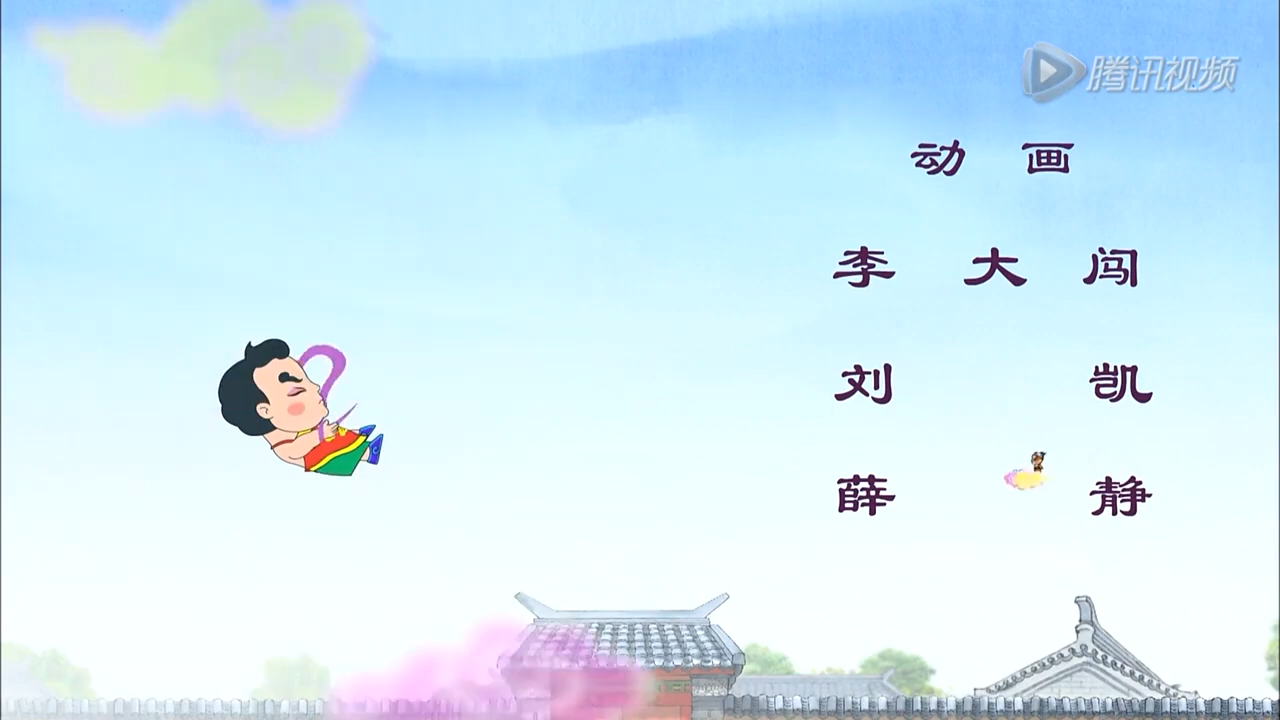 腾讯视频
动 画
李 大 闯
刘 凯
薛 静